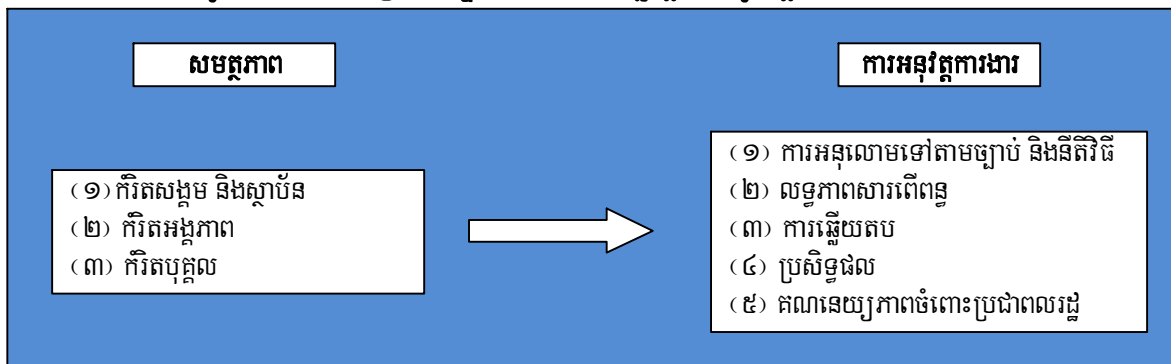 សមត្ថភាព
(១)កំរិតសង្គម និងស្ថាប័ន
(២) កំរិតអង្គភាព
(៣) កំរិតបុគ្គល
ការអនុវត្តការងារ
(១) ការអនុលោមទៅតាមច្បាប់ និងនីតិវិធី
(២) លទ្ធភាពសារពើពន្ធ
(៣) ការឆ្លើយតប
(៤) ប្រសិទ្ធផល
(៥) គណនេយ្យភាពចំពោះប្រជាពលរដ្ឋ